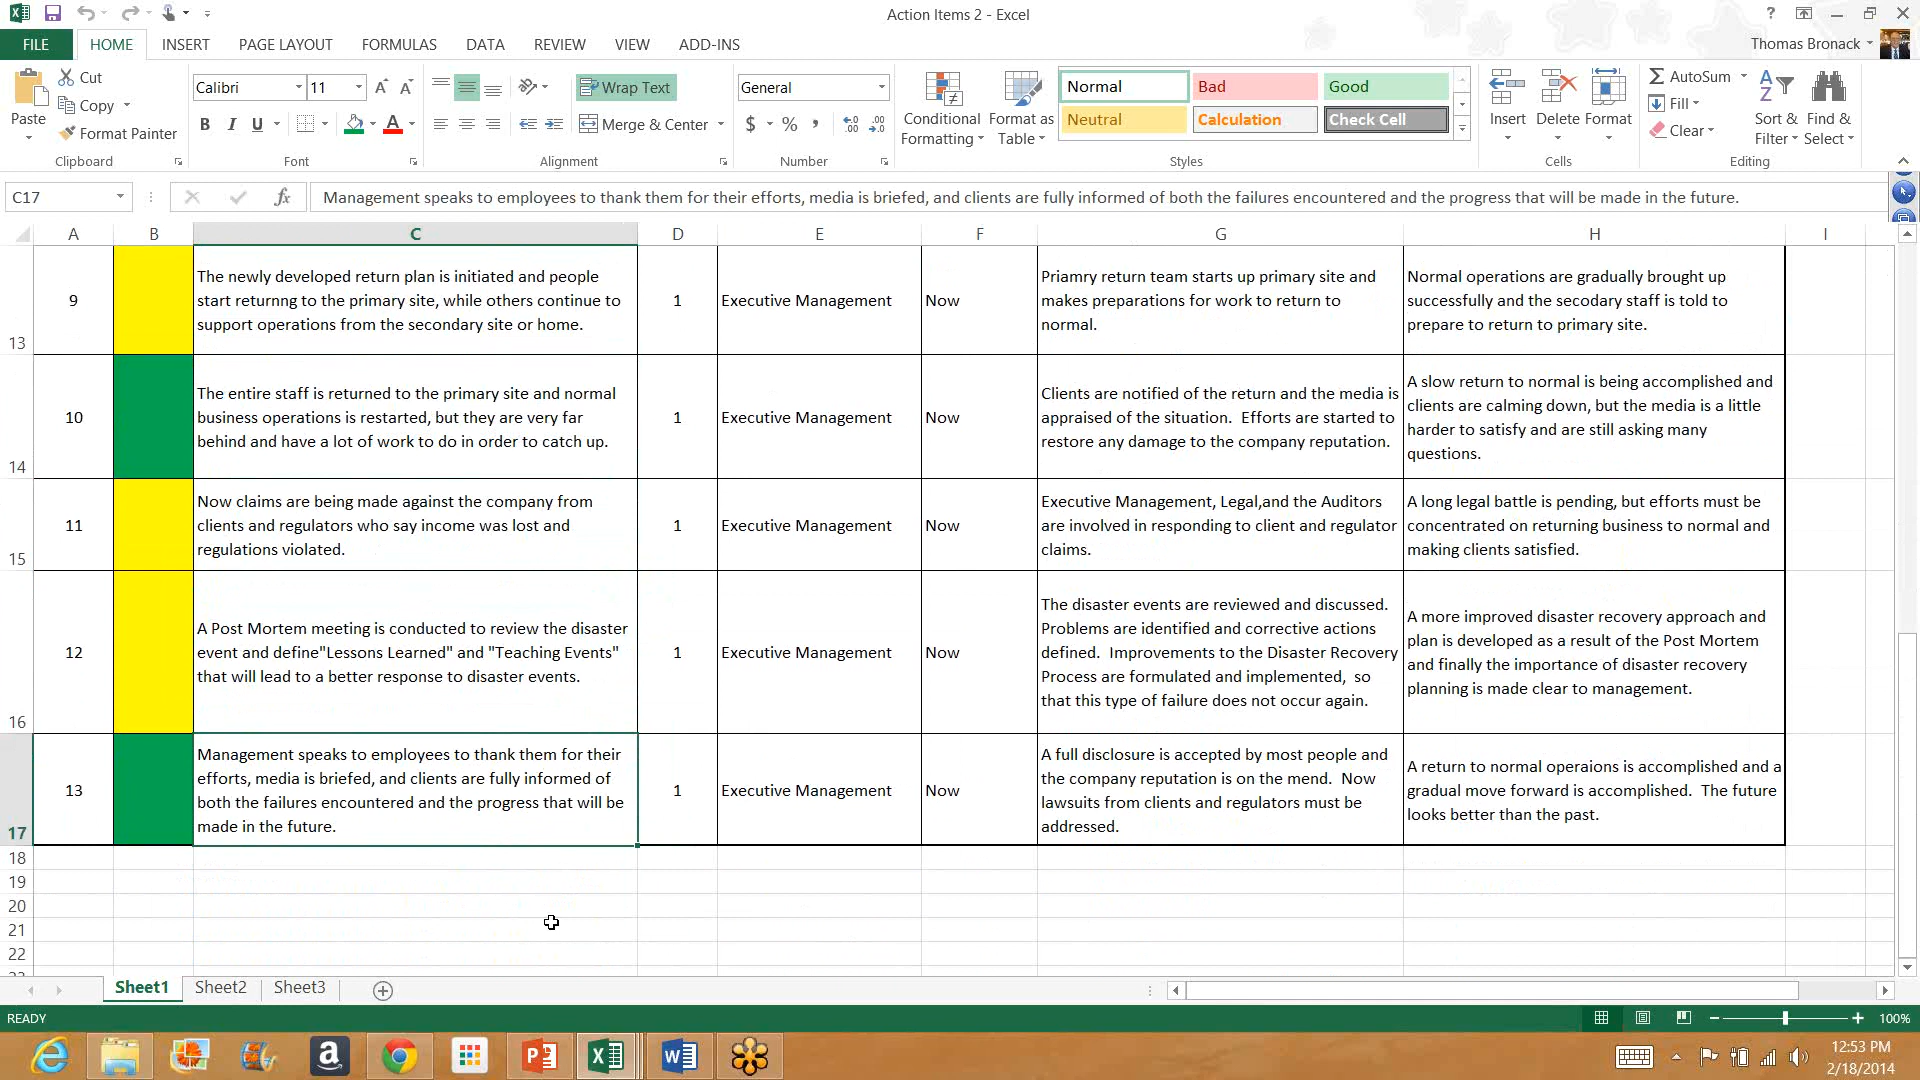 Action Items 2 - Excel
?
FILE HOME INSERT PAGE LAYOUT FORMULAS DATA REVIEW VIEW ADD-INS
Thomas Bronack
Paste
Cut
Copy
Format Painter
Clipboard
Calibri 11
B I U
Font
Wrap Text
Merge & Center
Alignment
General
$ % ,
Number
Conditional Formatting
Format as Table
Normal Bad Good
Neutral Calculation Check Cell
Styles
Insert Delete Format
Cells
AutoSum
Fill
Clear
Sort & Filter
Find & Select
Editing
C17
fx
Management speaks to employees to thank them for their efforts, media is briefed, and clients are fully informed of both the failures encountered and the progress that will be made in the future.
A B C D E F G H I
13
9
The newly developed return plan is initiated and people
start returnng to the primary site, while others continue to
support operations from the secondary site or home.
1
Executive Management
Now
Priamry return team starts up primary site and
makes preparations for work to return to
normal.
Normal operations are gradually brought up
successfully and the secodary staff is told to
prepare to return to primary site.
14
10
The entire staff is returned to the primary site and normal
business operations is restarted, but they are very far
behind and have a lot of work to do in order to catch up.
1
Executive Management
Now
Clients are notified of the return and the media is
appraised of the situation.  Efforts are started to
restore any damage to the company reputation.
A slow return to normal is being accomplished and
clients are calming down, but the media is a little
harder to satisfy and are still asking many
questions.
15
11
Now claims are being made against the company from
clients and regulators who say income was lost and
regulations violated.
1
Executive Management
Now
Executive Management, Legal,and the Auditors
are involved in responding to client and regulator
claims.
A long legal battle is pending, but efforts must be
concentrated on returning business to normal and
making clients satisfied.
16
12
A Post Mortem meeting is conducted to review the disaster
event and define"Lessons Learned" and "Teaching Events"
that will lead to a better response to disaster events.
1
Executive Management
Now
The disaster events are reviewed and discussed.
Problems are identified and corrective actions
defined.  Improvements to the Disaster Recovery
Process are formulated and implemented,  so
that this type of failure does not occur again.
A more improved disaster recovery approach and
plan is developed as a result of the Post Mortem
and finally the importance of disaster recovery
planning is made clear to management.
17
13
Management speaks to employees to thank them for their
efforts, media is briefed, and clients are fully informed of
both the failures encountered and the progress that will be
made in the future.
1
Executive Management
Now
A full disclosure is accepted by most people and
the company reputation is on the mend.  Now
lawsuits from clients and regulators must be
addressed.
A return to normal operaions is accomplished and a
gradual move forward is accomplished.  The future
looks better than the past.
18
19
20
21
22
Sheet1 Sheet2 Sheet3
READY
100%
12:53 PM
2/18/2014